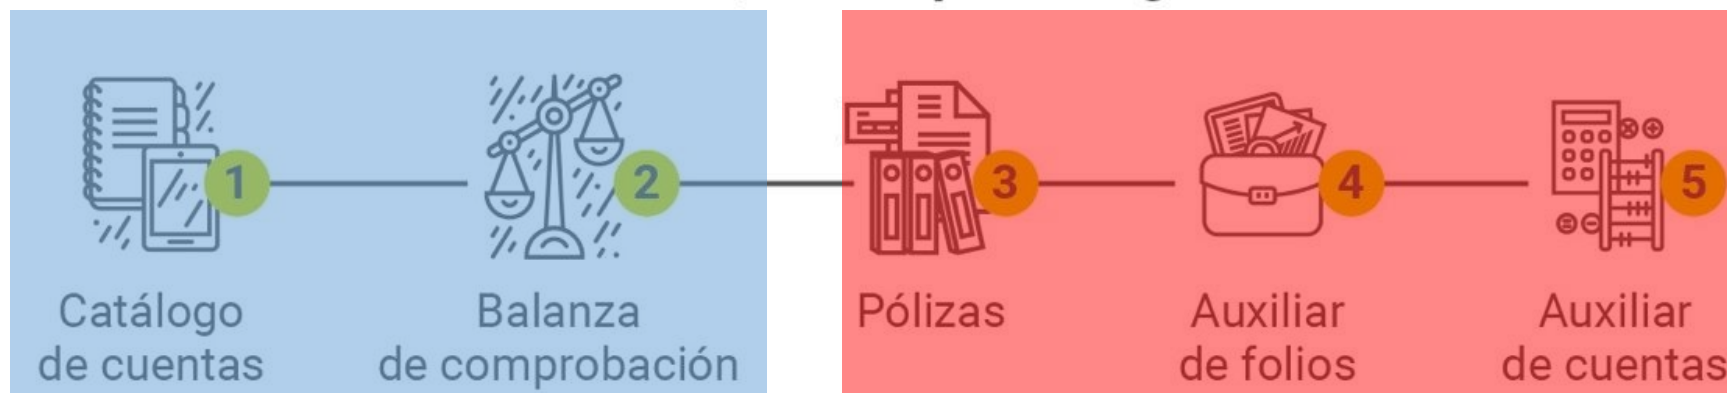 1
2
3
4
5
Catálogo
de cuentas
Balanza
de comprobación
Pólizas
Auxiliar
de folios
Auxiliar
de cuentas